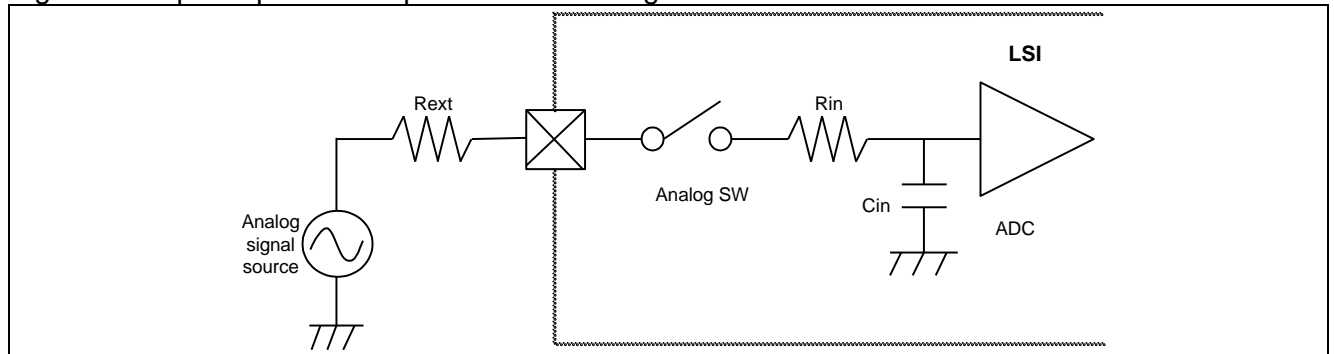 LSI
Rext
Rin
Analog SW
Cin
ADC
Analog
signal
source